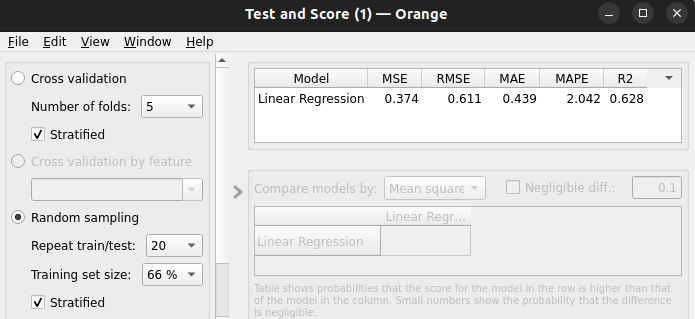 Test and Score (1) — Orange
File Edit View Window Help
Cross validation
Number of folds: 5
Stratified
Cross validation by feature
Random sampling
Repeat train/test: 20
Training set size: 66 %
Stratified
Model MSE RMSE MAE MAPE R2
Linear Regression 0.374 0.611 0.439 2.042 0.628
Compare models by: Mean square Negligible diff.: 0.1
Linear Regr...
Linear Regression
Table shows probabilities that the score for the model in the row is higher than that
of the model in the column. Small numbers show the probability that the difference
is negligible.